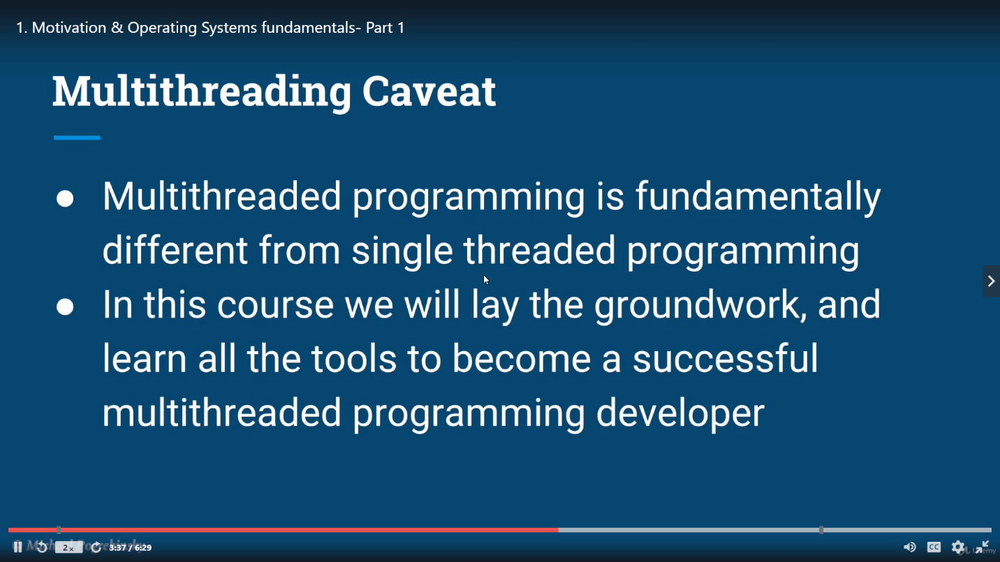 1. Motivation & Operating Systems fundamentals- Part 1
Multithreading Caveat
● Multithreaded programming is fundamentally
different from single threaded programming
● In this course we will lay the groundwork, and
learn all the tools to become a successful
multithreaded programming developer
2x
3:37 / 6:29
CC
Udemy